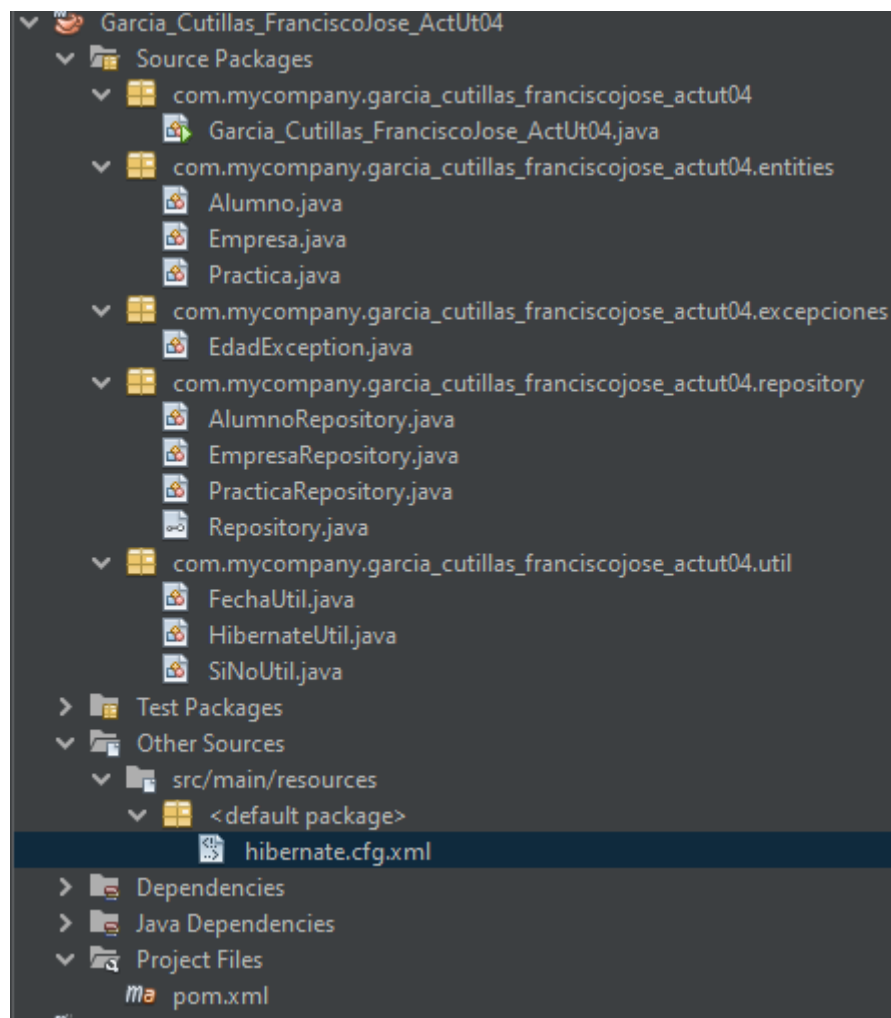 Garcia_Cutillas_FranciscoJose_ActUt04
Source Packages
com.mycompany.garcia_cutillas_franciscojose_actut04
Garcia_Cutillas_FranciscoJose_ActUt04.java
com.mycompany.garcia_cutillas_franciscojose_actut04.entities
Alumno.java
Empresa.java
Practica.java
com.mycompany.garcia_cutillas_franciscojose_actut04.excepciones
EdadException.java
com.mycompany.garcia_cutillas_franciscojose_actut04.repository
AlumnoRepository.java
EmpresaRepository.java
PracticaRepository.java
Repository.java
com.mycompany.garcia_cutillas_franciscojose_actut04.util
FechaUtil.java
HibernateUtil.java
SiNoUtil.java
Test Packages
Other Sources
src/main/resources
<default package>
hibernate.cfg.xml
Dependencies
Java Dependencies
Project Files
ma pom.xml